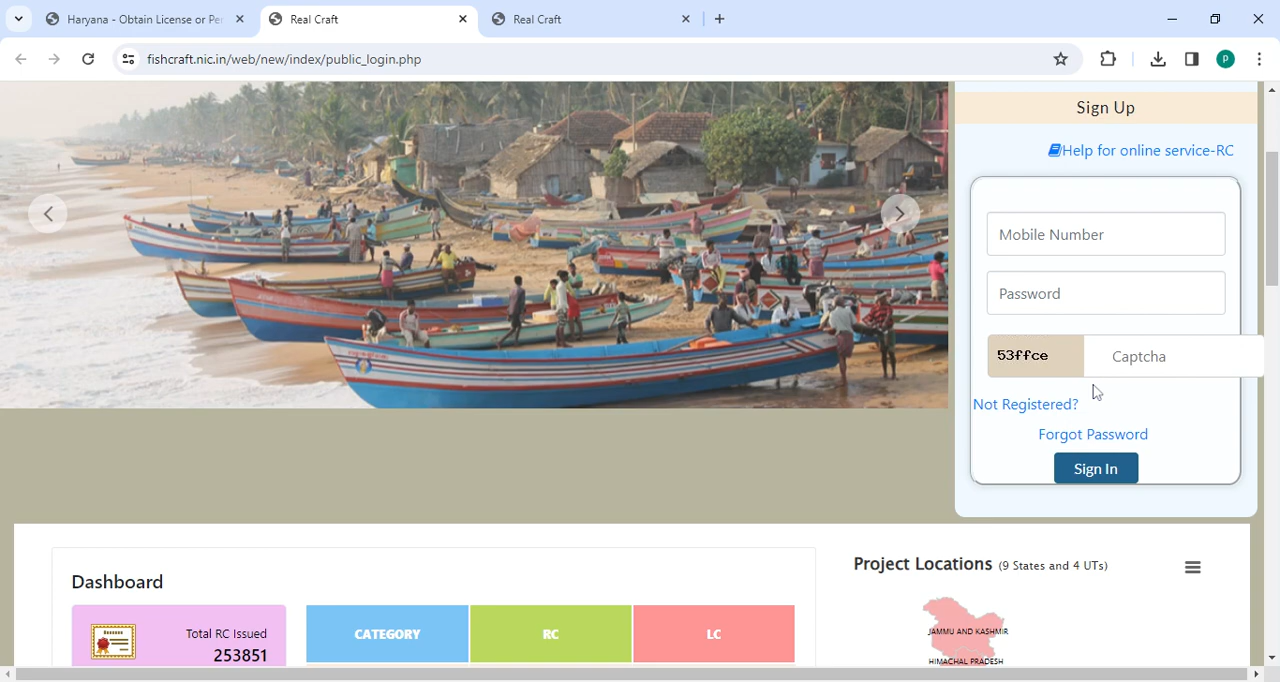 Haryana - Obtain License or Pe
Real Craft
Real Craft
fishcraft.nic.in/web/new/index/public_login.php
P
Sign Up
Help for online service-RC
Mobile Number
Password
53ffce
Captcha
Not Registered?
Forgot Password
Sign In
Dashboard
Total RC Issued
253851
CATEGORY
RC
LC
Project Locations (9 States and 4 UTs)
JAMMU AND KASHMIR
HIMACHAL PRADESH